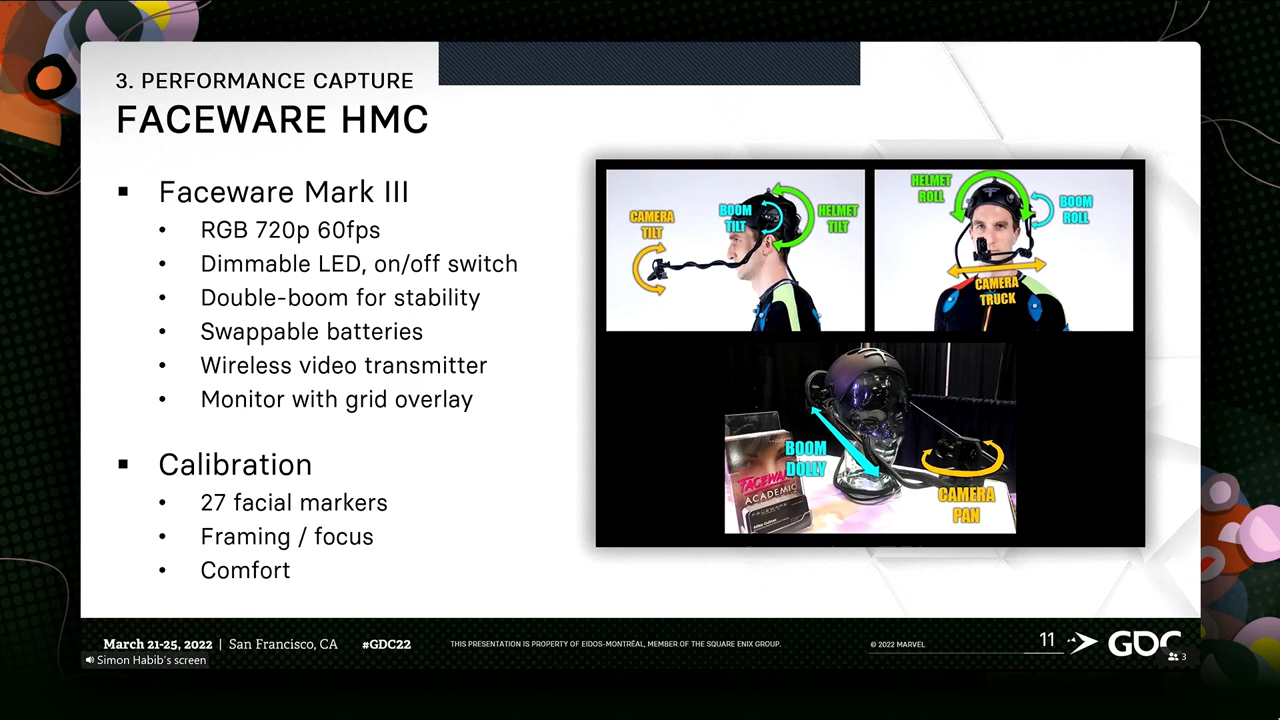 3. PERFORMANCE CAPTURE
FACEWARE HMC
▪ Faceware Mark III
• RGB 720p 60fps
• Dimmable LED, on/off switch
• Double-boom for stability
• Swappable batteries
• Wireless video transmitter
• Monitor with grid overlay
▪ Calibration
• 27 facial markers
• Framing / focus
• Comfort
CAMERA
TILT
BOOM
TILT
HELMET
TILT
HELMET
ROLL
BOOM
ROLL
CAMERA
TRUCK
BOOM
DOLLY
CAMERA
PAN
ACADEMIC
FACEWARE
March 21-25, 2022 | San Francisco, CA #GDC22
THIS PRESENTATION IS PROPERTY OF EIDOS-MONTRÉAL, MEMBER OF THE SQUARE ENIX GROUP.
© 2022 MARVEL
11
GDC
Simon Habib's screen
3